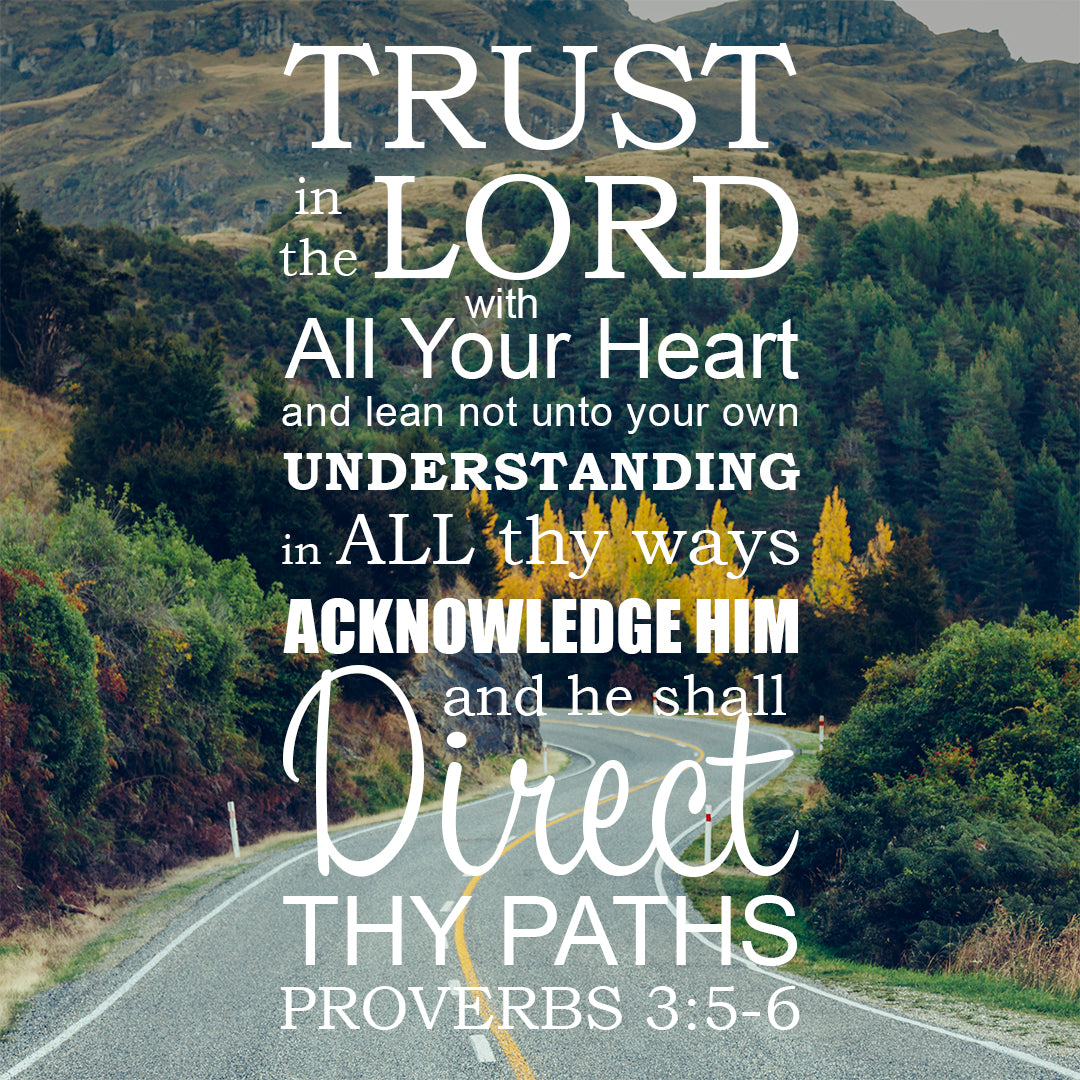 TRUST
in
the LORD
with
All Your Heart
and lean not unto your own
UNDERSTANDING
in ALL thy ways
ACKNOWLEDGE HIM
and he shall
Direct
THY PATHS
PROVERBS 3:5-6